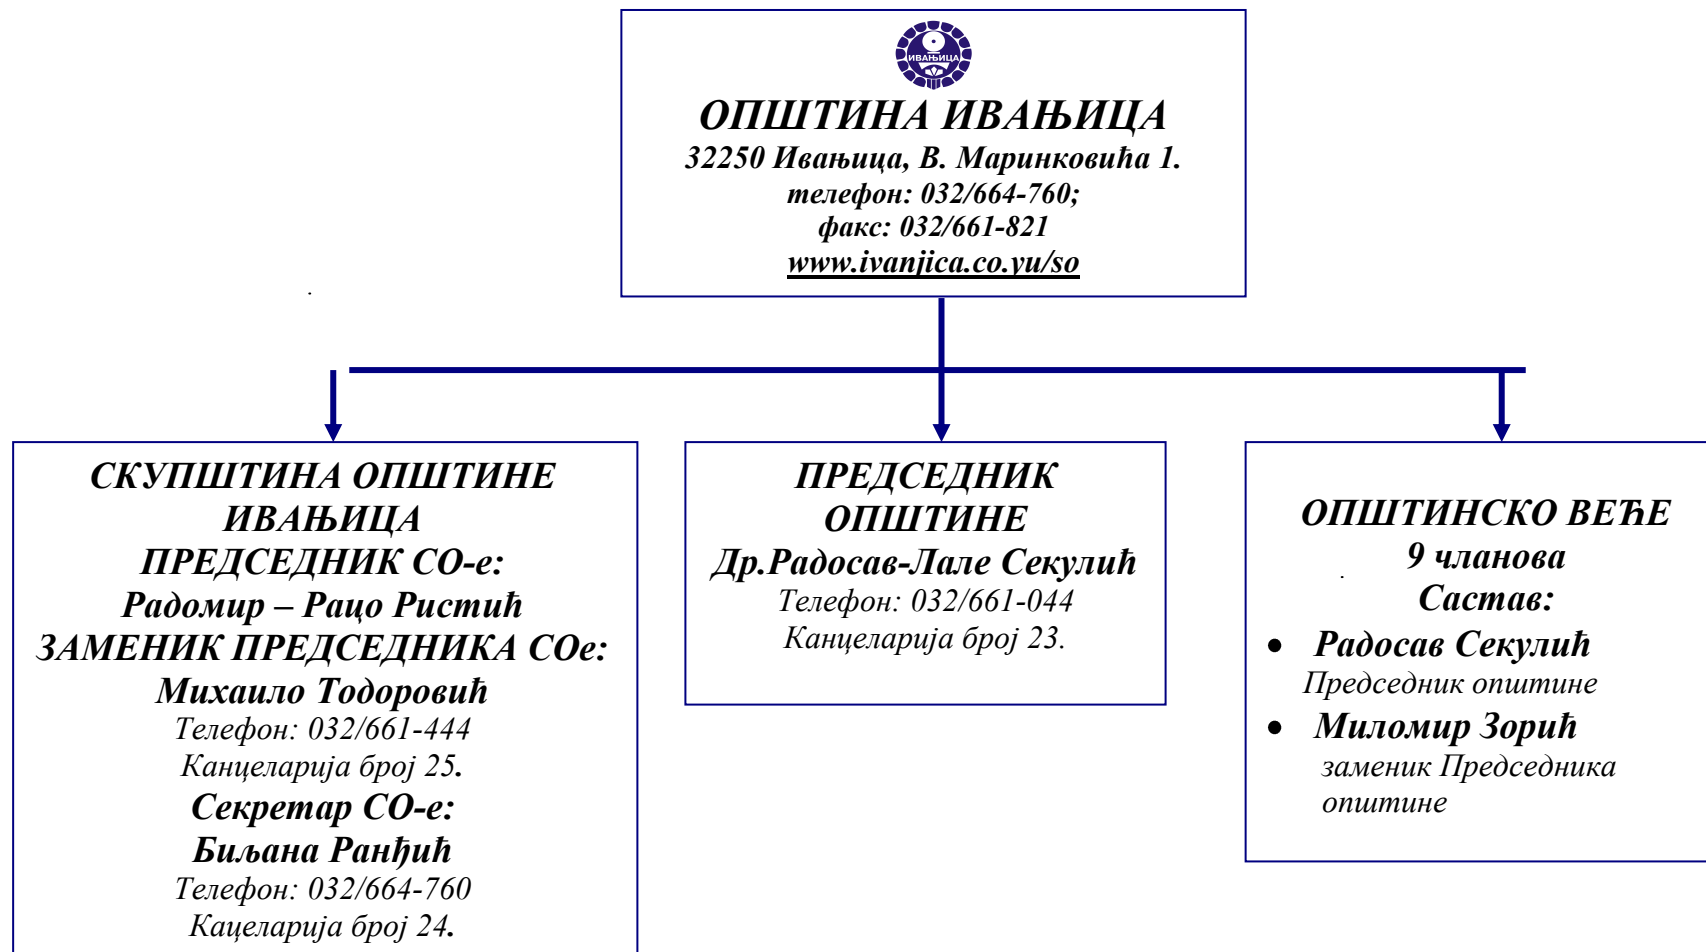 ИВАЊИЦА
ОПШТИНА ИВАЊИЦА
32250 Ивањица, В. Маринковића 1.
телефон: 032/664-760;
факс: 032/661-821
www.ivanjica.co.yu/so
СКУПШТИНА ОПШТИНЕ
ИВАЊИЦА
ПРЕДСЕДНИК СО-е:
Радомир – Рацо Ристић
ЗАМЕНИК ПРЕДСЕДНИКА СОе:
Михаило Тодоровић
Телефон: 032/661-444
Канцеларија број 25.
Секретар СО-е:
Биљана Ранђић
Телефон: 032/664-760
Кацеларија број 24.
ПРЕДСЕДНИК
ОПШТИНЕ
Др.Радосав-Лале Секулић
Телефон: 032/661-044
Канцеларија број 23.
ОПШТИНСКО ВЕЋЕ
9 чланова
Састав:
• Радосав Секулић
Председник општине
• Миломир Зорић
заменик Председника
општине